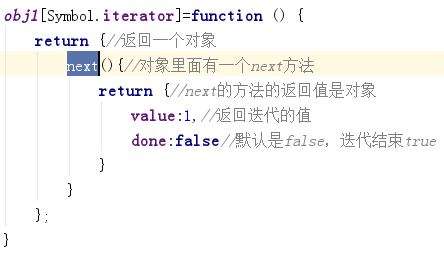 obj1[Symbol.iterator]=function () {
return {//返回一个对象
next(){//对象里面有一个next方法
return {//next的方法的返回值是对象
value:1,//返回迭代的值
done:false//默认是false，迭代结束true
}
}
};
}